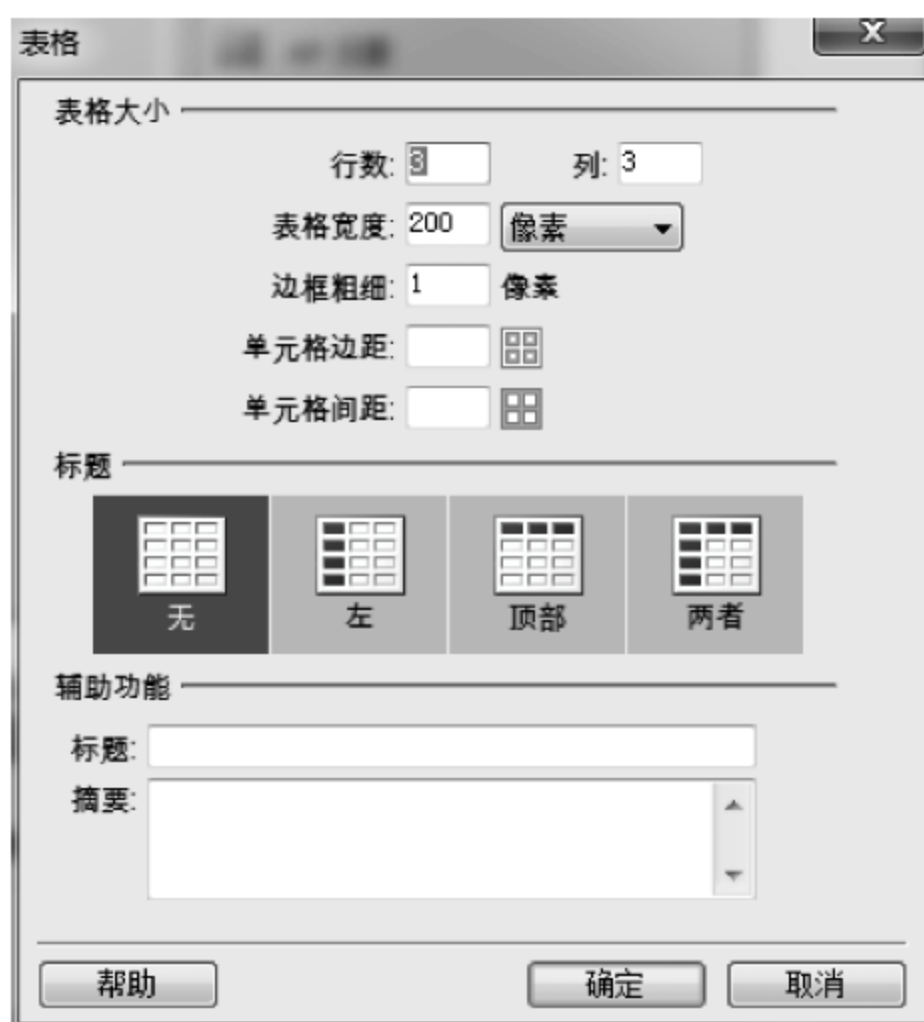 表格
表格大小
行数: 3 列: 3
表格宽度: 200 像素
边框粗细: 1 像素
单元格边距:
单元格间距:
标题
无 左 顶部 两者
辅助功能
标题:
摘要:
帮助 确定 取消